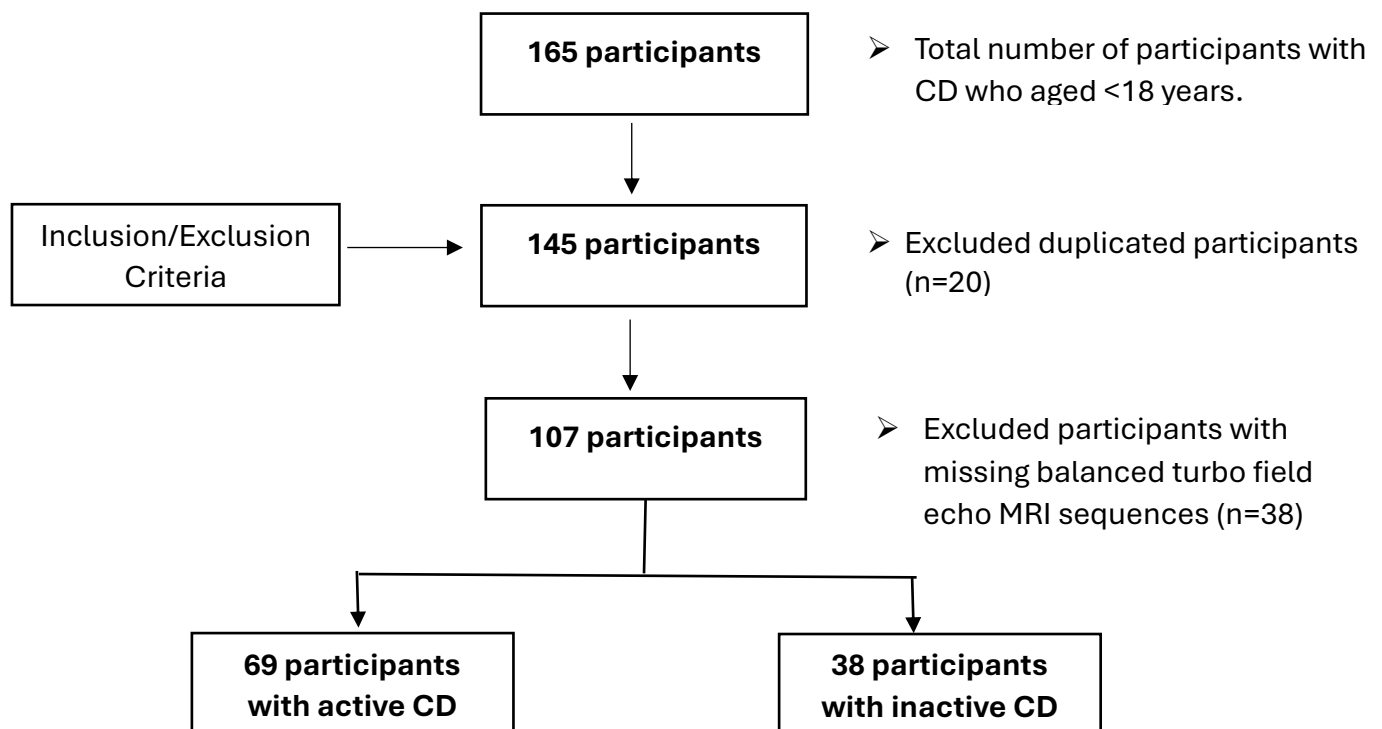 165 participants
➢ Total number of participants with
CD who aged <18 years.
Inclusion/Exclusion
Criteria
145 participants
➢ Excluded duplicated participants
(n=20)
107 participants
➢ Excluded participants with
missing balanced turbo field
echo MRI sequences (n=38)
69 participants
with active CD
38 participants
with inactive CD